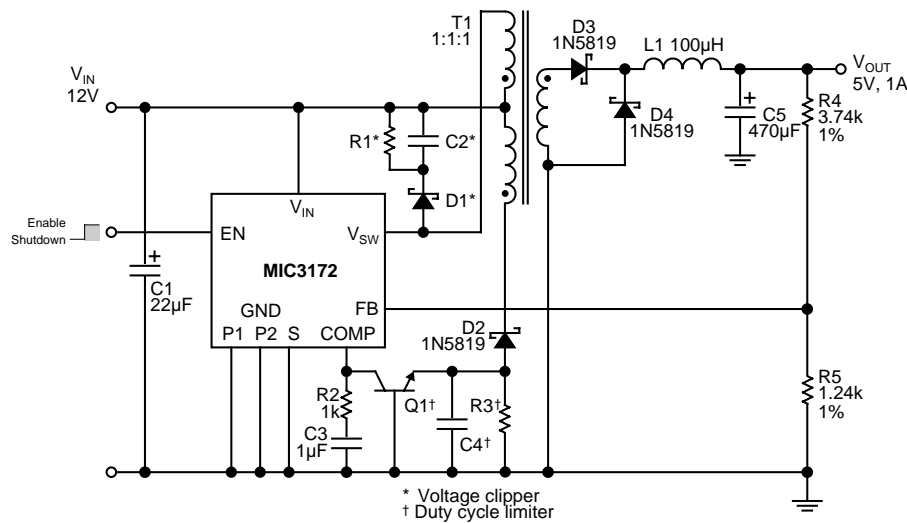 T1
1:1:1
D3
1N5819
L1 100µH
VOUT
5V, 1A
VIN
12V
R4
3.74k
1%
D4
1N5819
C5
470µF
R1*
C2*
D1*
VIN
Enable
Shutdown
EN
VSW
MIC3172
C1
22µF
GND
FB
P1 P2 S COMP
D2
1N5819
R2
1k
Q1†
R3†
C4†
C3
1µF
R5
1.24k
1%
* Voltage clipper
† Duty cycle limiter